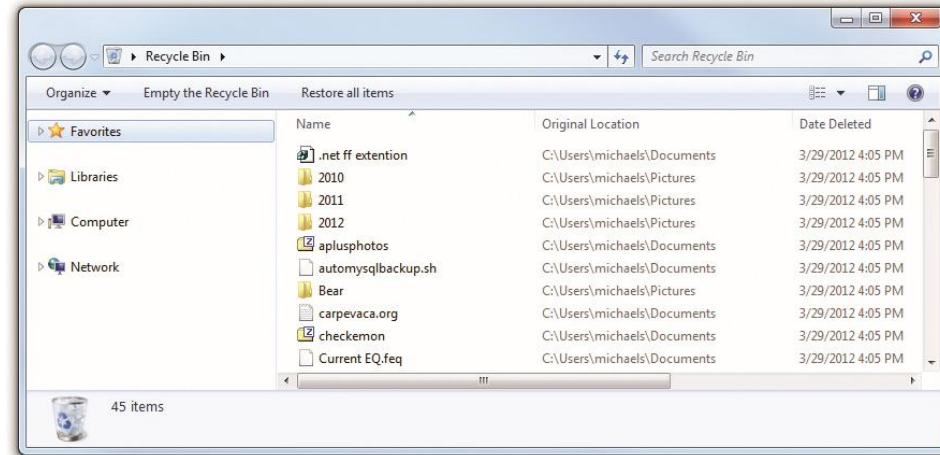 Recycle Bin
Search Recycle Bin
Organize Empty the Recycle Bin Restore all items
Favorites
Libraries
Computer
Network
Name Original Location Date Deleted
.net ff extention C:\Users\michaels\Documents 3/29/2012 4:05 PM
2010 C:\Users\michaels\Pictures 3/29/2012 4:05 PM
2011 C:\Users\michaels\Pictures 3/29/2012 4:05 PM
2012 C:\Users\michaels\Pictures 3/29/2012 4:05 PM
aplusphotos C:\Users\michaels\Documents 3/29/2012 4:05 PM
automysqlbackup.sh C:\Users\michaels\Documents 3/29/2012 4:05 PM
Bear C:\Users\michaels\Pictures 3/29/2012 4:05 PM
carpevaca.org C:\Users\michaels\Documents 3/29/2012 4:05 PM
checkemon C:\Users\michaels\Documents 3/29/2012 4:05 PM
Current EQ.feq C:\Users\michaels\Documents 3/29/2012 4:05 PM
45 items